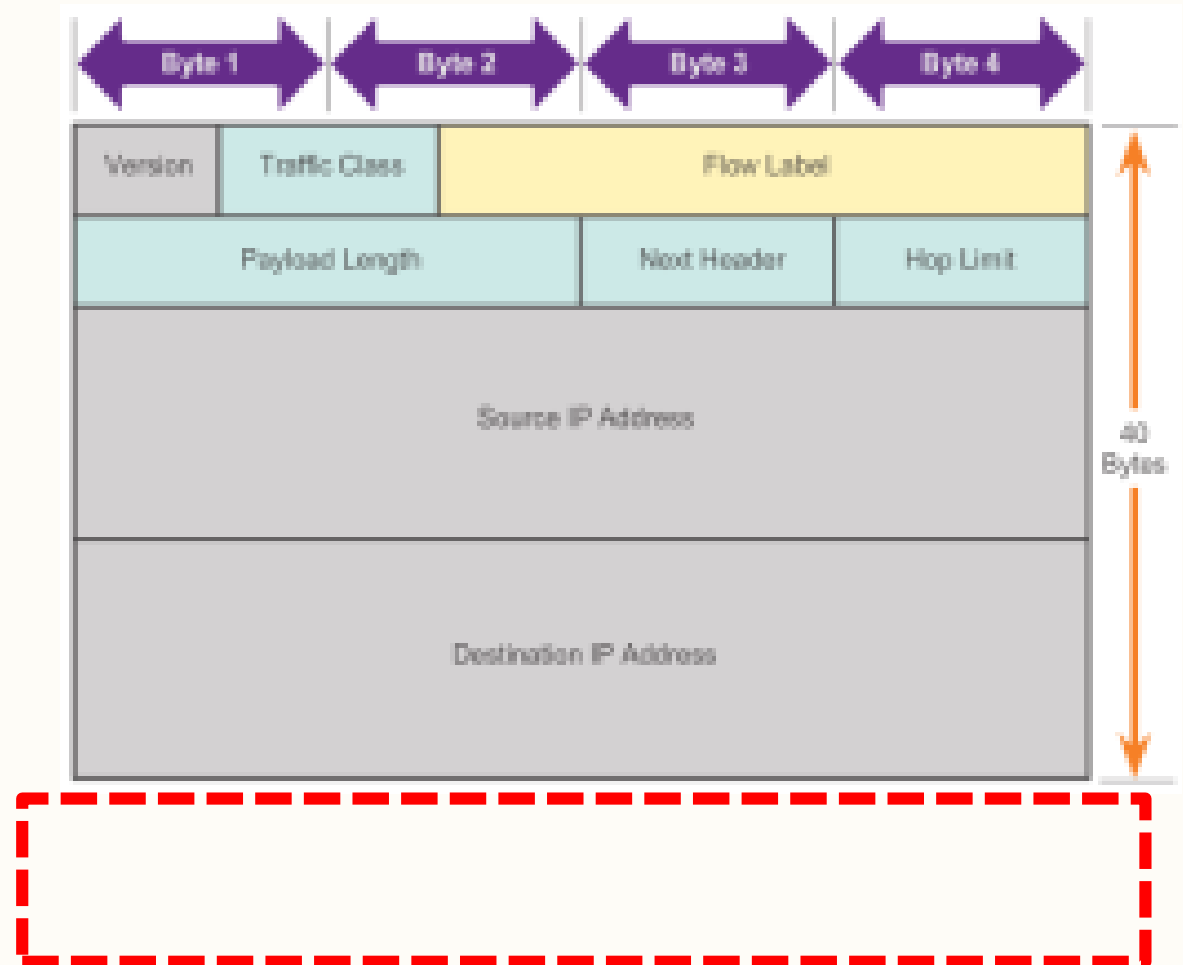 Byte 1 Byte 2 Byte 3 Byte 4
Version Traffic Class Flow Label
Payload Length Next Header Hop Limit
Source IP Address
40
Bytes
Destination IP Address